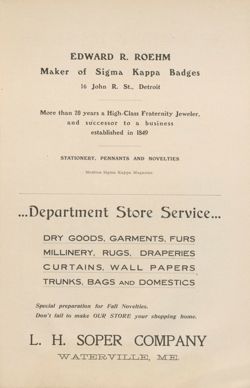 EDWARD R. ROEHM
Maker of Sigma Kappa Badges
16 John R. St., Detroit
More than 20 years a High-Class Fraternity Jeweler,
and successor to a business
established in 1849
STATIONERY, PENNANTS AND NOVELTIES
Mention Sigma Kappa Magazine
...Department Store Service...
DRY GOODS, GARMENTS, FURS
MILLINERY, RUGS, DRAPERIES
CURTAINS, WALL PAPERS
TRUNKS, BAGS AND DOMESTICS
Special preparation for Fall Novelties.
Don't fail to make OUR STORE your shopping home.
L. H. SOPER COMPANY
WATERVILLE, ME.